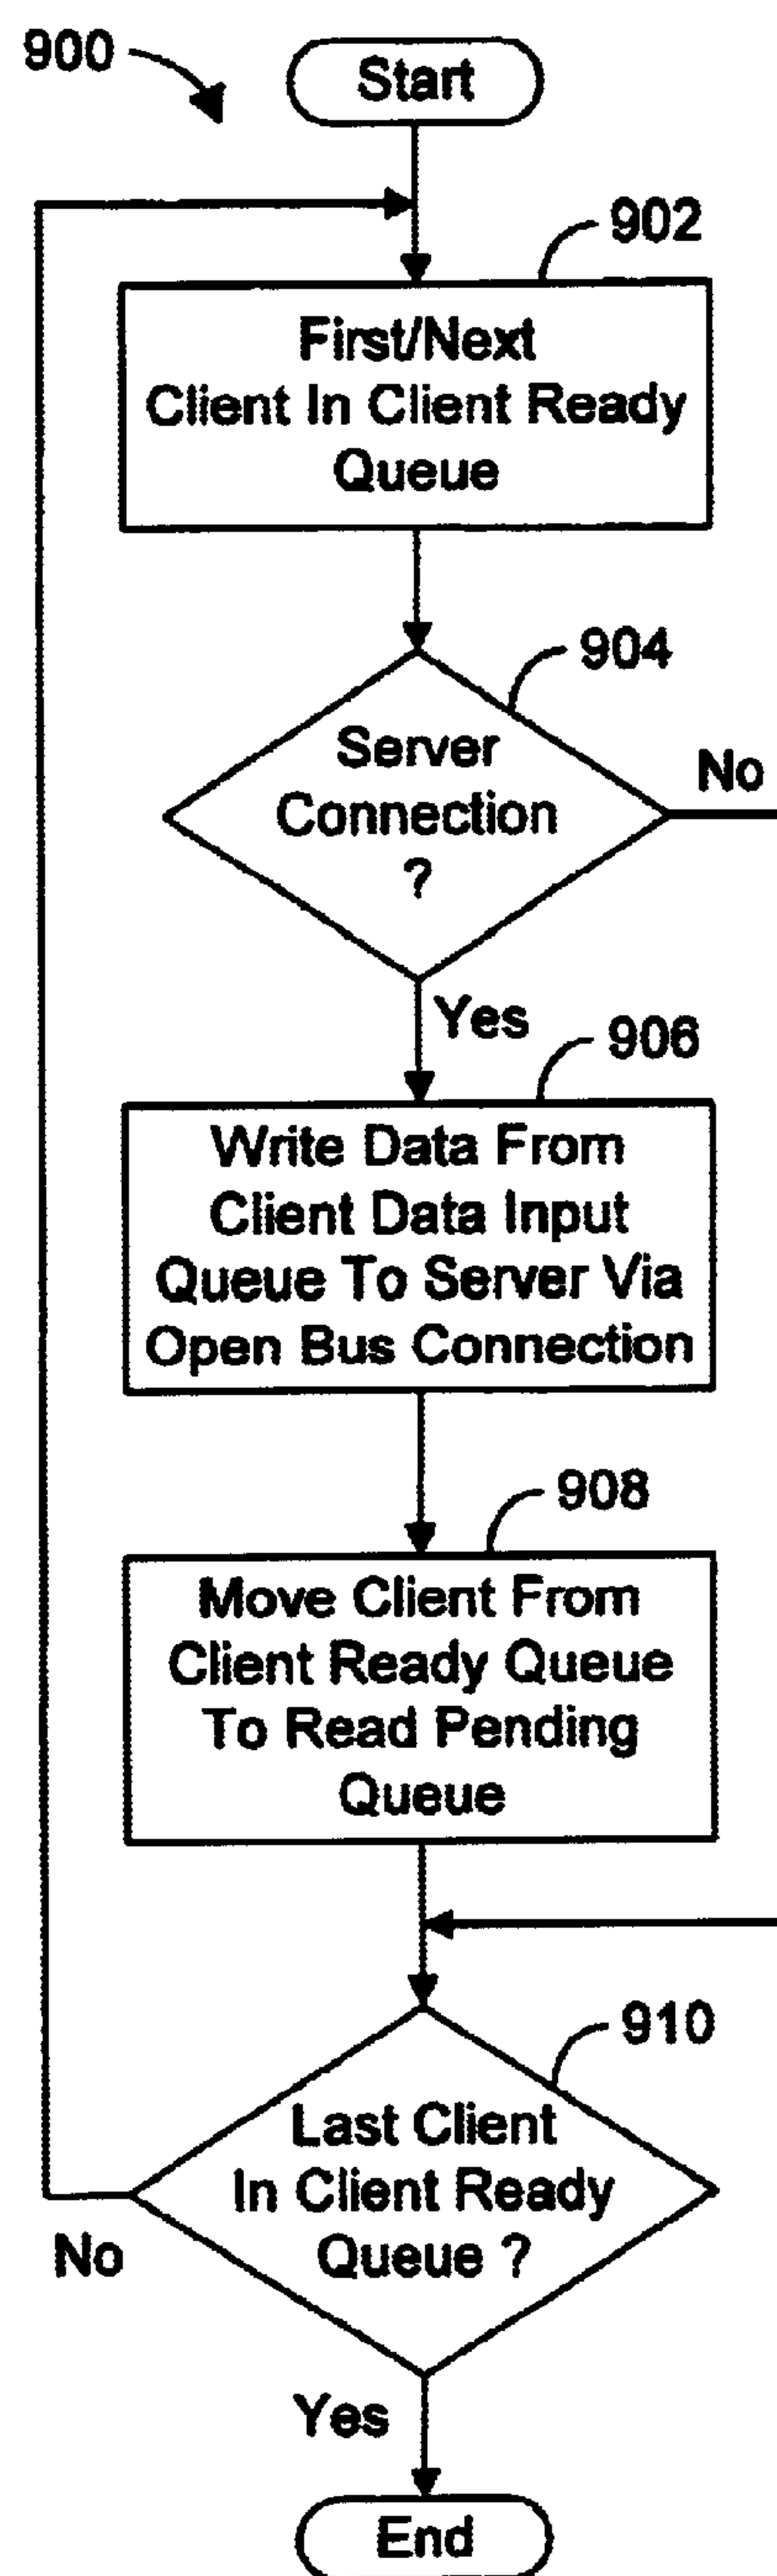 900
Start
902
First/Next
Client In Client Ready
Queue
904
Server
Connection
?
No
Yes
906
Write Data From
Client Data Input
Queue To Server Via
Open Bus Connection
908
Move Client From
Client Ready Queue
To Read Pending
Queue
910
Last Client
In Client Ready
Queue ?
No
Yes
End